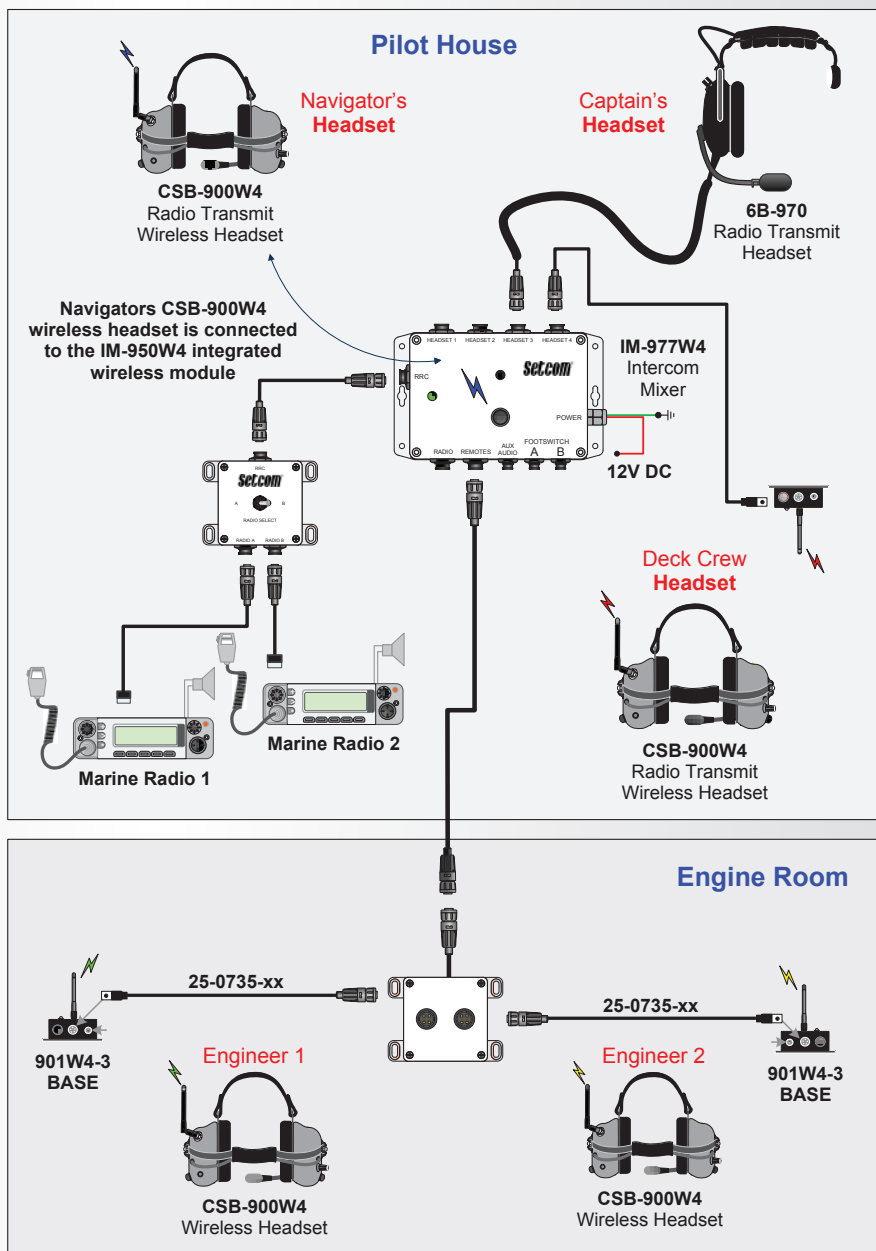 Pilot House
Navigator's
Headset
Captain's
Headset
CSB-900W4
Radio Transmit
Wireless Headset
6B-970
Radio Transmit
Headset
Navigators CSB-900W4
wireless headset is connected
to the IM-950W4 integrated
wireless module
HEADSET 1 HEADSET 2 HEADSET 3 HEADSET 4
RRC
Setcom
IM-977W4
Intercom
Mixer
POWER
RADIO REMOTES AUX AUDIO FOOTSWITCH A B
12V DC
RRC
Setcom
A B
RADIO SELECT
RADIO A RADIO B
Deck Crew
Headset
CSB-900W4
Radio Transmit
Wireless Headset
Marine Radio 1
Marine Radio 2
Engine Room
25-0735-xx
25-0735-xx
901W4-3
BASE
Engineer 1
Engineer 2
901W4-3
BASE
CSB-900W4
Wireless Headset
CSB-900W4
Wireless Headset